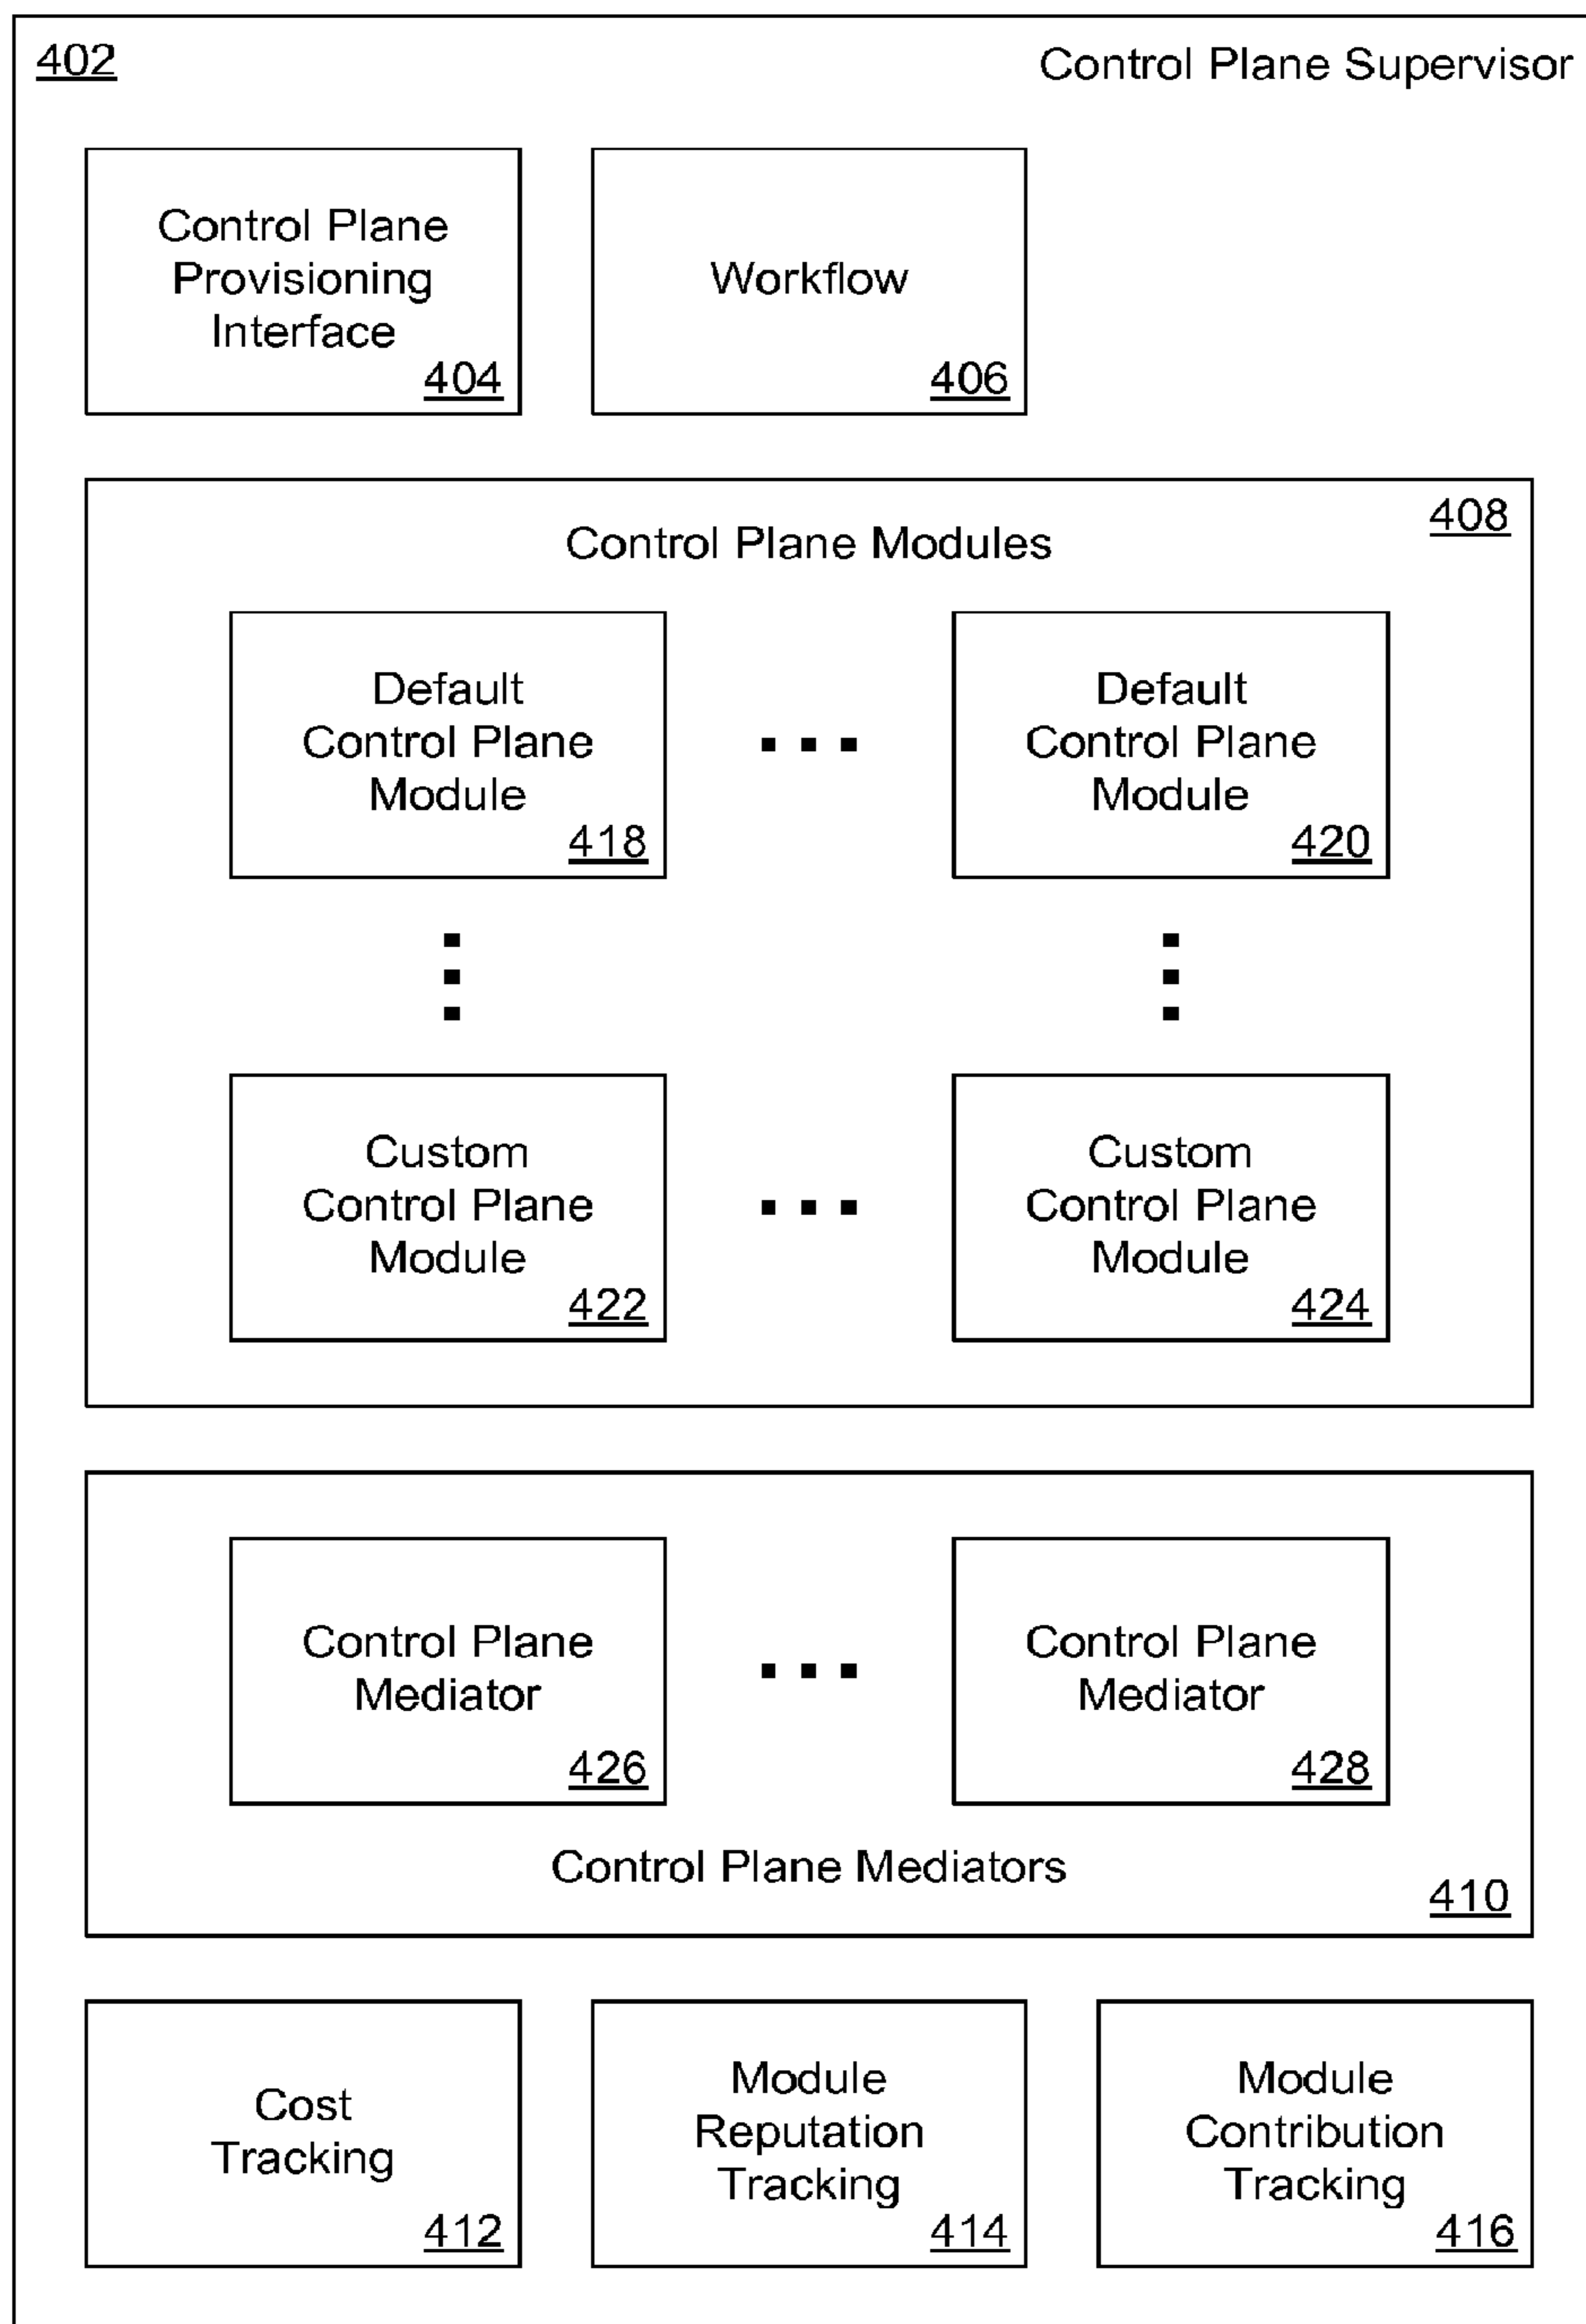 402
Control Plane Supervisor
Control Plane
Provisioning
Interface
404
Workflow
406
408
Control Plane Modules
Default
Control Plane
Module
418
Default
Control Plane
Module
420
Custom
Control Plane
Module
422
Custom
Control Plane
Module
424
Control Plane
Mediator
426
Control Plane
Mediator
428
Control Plane Mediators
410
Cost
Tracking
412
Module
Reputation
Tracking
414
Module
Contribution
Tracking
416